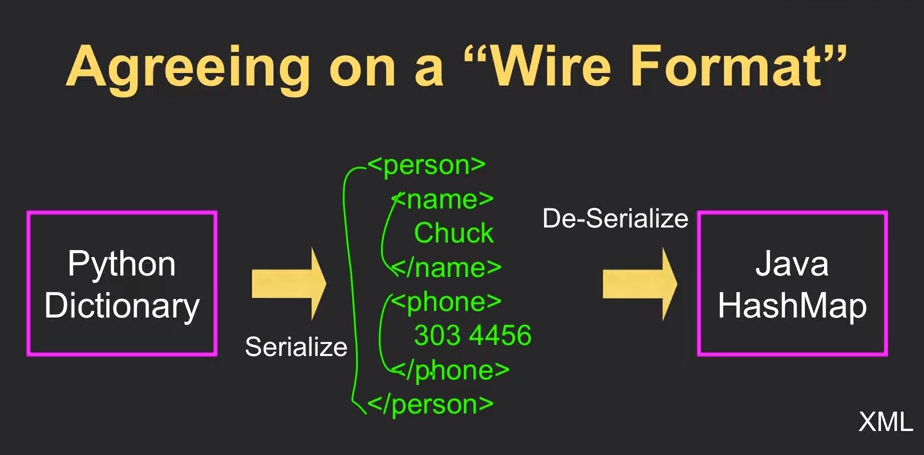 Agreeing on a “Wire Format”
Python
Dictionary
Serialize
<person>
<name>
Chuck
</name>
<phone>
303 4456
</phone>
</person>
De-Serialize
Java
HashMap
XML